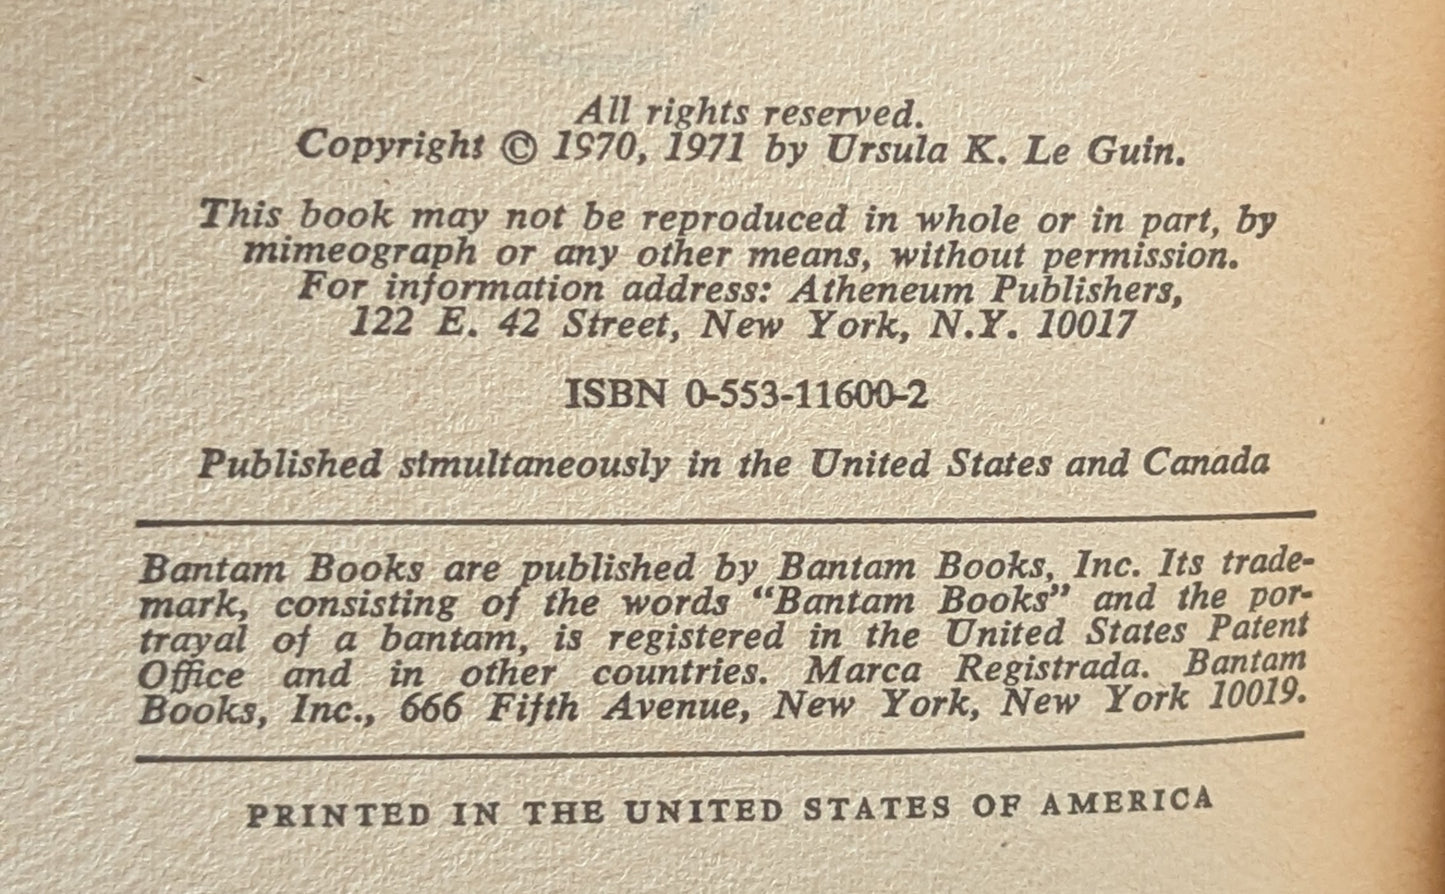 All rights reserved.
Copyright © 1970, 1971 by Ursula K. Le Guin.
This book may not be reproduced in whole or in part, by
mimeograph or any other means, without permission.
For information address: Atheneum Publishers,
122 E. 42 Street, New York, N.Y. 10017
ISBN 0-553-11600-2
Published simultaneously in the United States and Canada
Bantam Books are published by Bantam Books, Inc. Its trade-
mark, consisting of the words “Bantam Books” and the por-
trayal of a bantam, is registered in the United States Patent
Office and in other countries. Marca Registrada. Bantam
Books, Inc., 666 Fifth Avenue, New York, New York 10019.
PRINTED IN THE UNITED STATES OF AMERICA